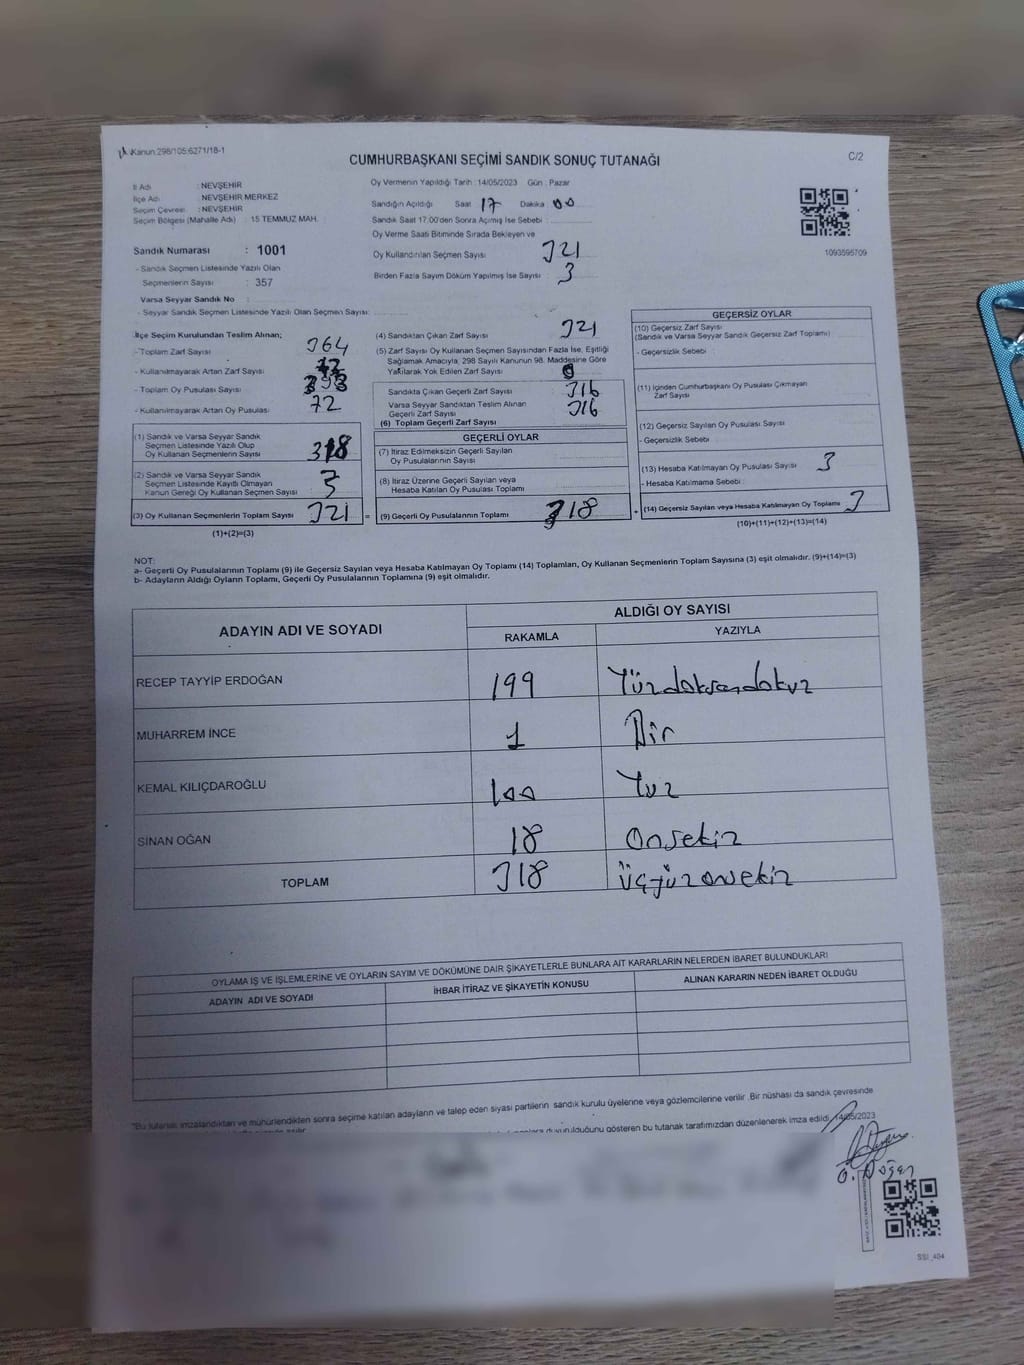 Kanun:298/105:6271/18-1
CUMHURBAŞKANI SEÇİMİ SANDIK SONUÇ TUTANAĞI
C/2
İl Adı : NEVŞEHİR
İlçe Adı : NEVŞEHİR MERKEZ
Seçim Çevresi : NEVŞEHİR
Seçim Bölgesi (Mahalle Adı) : 15 TEMMUZ MAH.
Sandık Numarası : 1001
- Sandık Seçmen Listesinde Yazılı Olan
Seçmenlerin Sayısı : 357
Varsa Seyyar Sandık No :
- Seyyar Sandık Seçmen Listesinde Yazılı Olan Seçmen Sayısı:
Oy Vermenin Yapıldığı Tarih : 14/05/2023 Gün : Pazar
Sandığın Açıldığı Saat 17 Dakika 00
Sandık Saat 17:00'den Sonra Açımış İse Sebebi
Oy Verme Saati Bitiminde Sırada Bekleyen ve
Oy Kullandırılan Seçmen Sayısı 321
Birden Fazla Sayım Döküm Yapılmış İse Sayısı 3
1093595709
İlçe Seçim Kurulundan Teslim Alınan;
- Toplam Zarf Sayısı 364
- Kullanılmayarak Artan Zarf Sayısı
- Toplam Oy Pusulası Sayısı 393
- Kullanılmayarak Artan Oy Pusulası 72
(1) Sandık ve Varsa Seyyar Sandık
Seçmen Listesinde Yazılı Olup
Oy Kullanan Seçmenlerin Sayısı 318
(2) Sandık ve Varsa Seyyar Sandık
Seçmen Listesinde Kayıtlı Olmayan
Kanun Gereği Oy Kullanan Seçmen Sayısı 3
(3) Oy Kullanan Seçmenlerin Toplam Sayısı 321 =
(1)+(2)=(3)
(4) Sandıktan Çıkan Zarf Sayısı 321
(5) Zarf Sayısı Oy Kullanan Seçmen Sayısından Fazla İse, Eşitliği
Sağlamak Amacıyla, 298 Sayılı Kanunun 98. Maddesine Göre
Yakılarak Yok Edilen Zarf Sayısı
Sandıkta Çıkan Geçerli Zarf Sayısı 316
Varsa Seyyar Sandıktan Teslim Alınan
Geçerli Zarf Sayısı 316
(6) Toplam Geçerli Zarf Sayısı
GEÇERLİ OYLAR
(7) İtiraz Edilmeksizin Geçerli Sayılan
Oy Pusulalarının Sayısı
(8) İtiraz Üzerine Geçerli Sayılan veya
Hesaba Katılan Oy Pusulası Toplamı
(9) Geçerli Oy Pusulalarının Toplamı 318 +
GEÇERSİZ OYLAR
(10) Geçersiz Zarf Sayısı
(Sandık ve Varsa Seyyar Sandık Geçersiz Zarf Toplamı)
- Geçersizlik Sebebi
(11) İçinden Cumhurbaşkanı Oy Pusulası Çıkmayan
Zarf Sayısı
(12) Geçersiz Sayılan Oy Pusulası Sayısı
- Geçersizlik Sebebi
(13) Hesaba Katılmayan Oy Pusulası Sayısı 3
- Hesaba Katılmama Sebebi :
(14) Geçersiz Sayılan veya Hesaba Katılmayan Oy Toplamı 3
(10)+(11)+(12)+(13)=(14)
NOT:
a- Geçerli Oy Pusulalarının Toplamı (9) ile Geçersiz Sayılan veya Hesaba Katılmayan Oy Toplamı (14) Toplamları, Oy Kullanan Seçmenlerin Toplam Sayısına (3) eşit olmalıdır. (9)+(14)=(3)
b- Adayların Aldığı Oyların Toplamı, Geçerli Oy Pusulalarının Toplamına (9) eşit olmalıdır.
ADAYIN ADI VE SOYADI
ALDIĞI OY SAYISI
RAKAMLA YAZIYLA
RECEP TAYYİP ERDOĞAN 199 Yüzdoksandokuz
MUHARREM İNCE 1 Bir
KEMAL KILIÇDAROĞLU 100 Yuz
SİNAN OĞAN 18 Onsekiz
TOPLAM 318 üçyüzonsekiz
OYLAMA İŞ VE İŞLEMLERİNE VE OYLARIN SAYIM VE DÖKÜMÜNE DAİR ŞİKAYETLERLE BUNLARA AİT KARARLARIN NELERDEN İBARET BULUNDUKLARI
ADAYIN ADI VE SOYADI
İHBAR İTİRAZ VE ŞİKAYETİN KONUSU
ALINAN KARARIN NEDEN İBARET OLDUĞU
"Bu tutanak imzalandıktan ve mühürlendikten sonra seçime katılan adayların ve talep eden siyasi partilerin sandık kurulu üyelerine veya gözlemcilerine verilir. Bir nüshası da sandık çevresinde
duyurulduğunu gösteren bu tutanak tarafımızdan düzenlenerek imza edildi. 14/05/2023
SSI_404